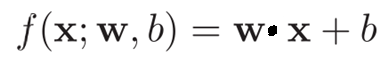 f(x; w, b) = w • x + b